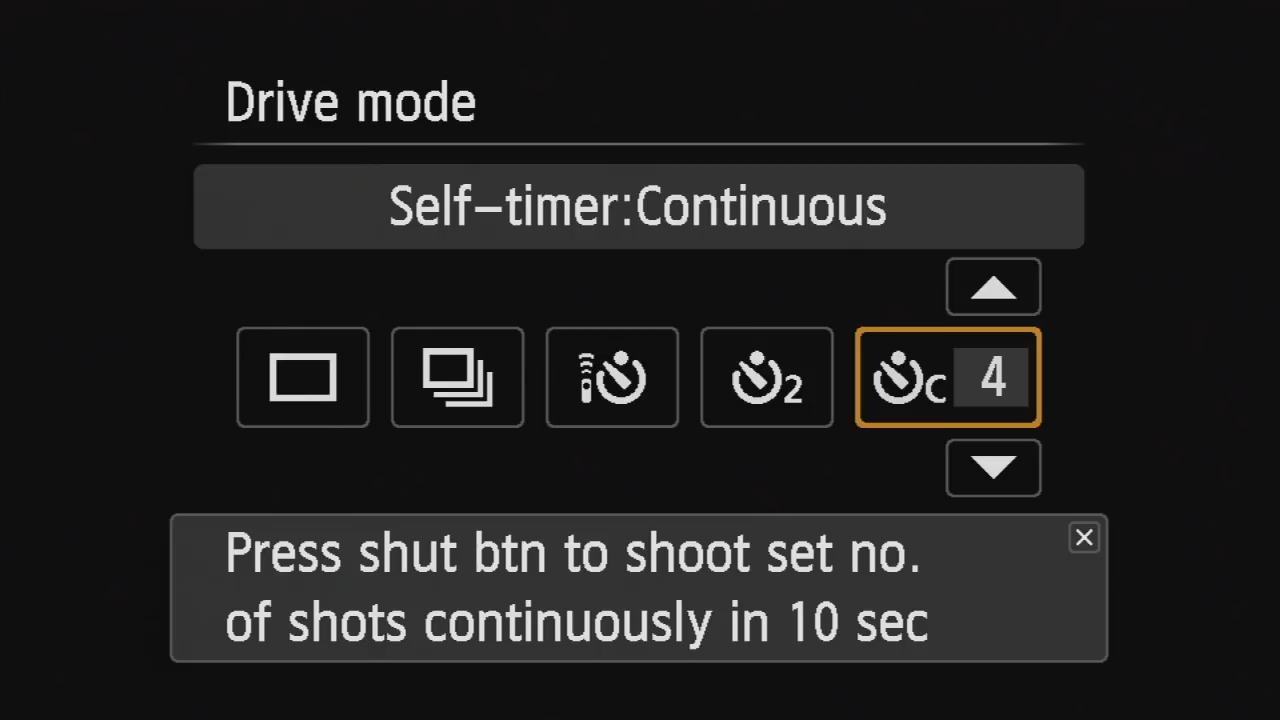 Drive mode
Self-timer:Continuous
2
C 4
Press shut btn to shoot set no.
of shots continuously in 10 sec